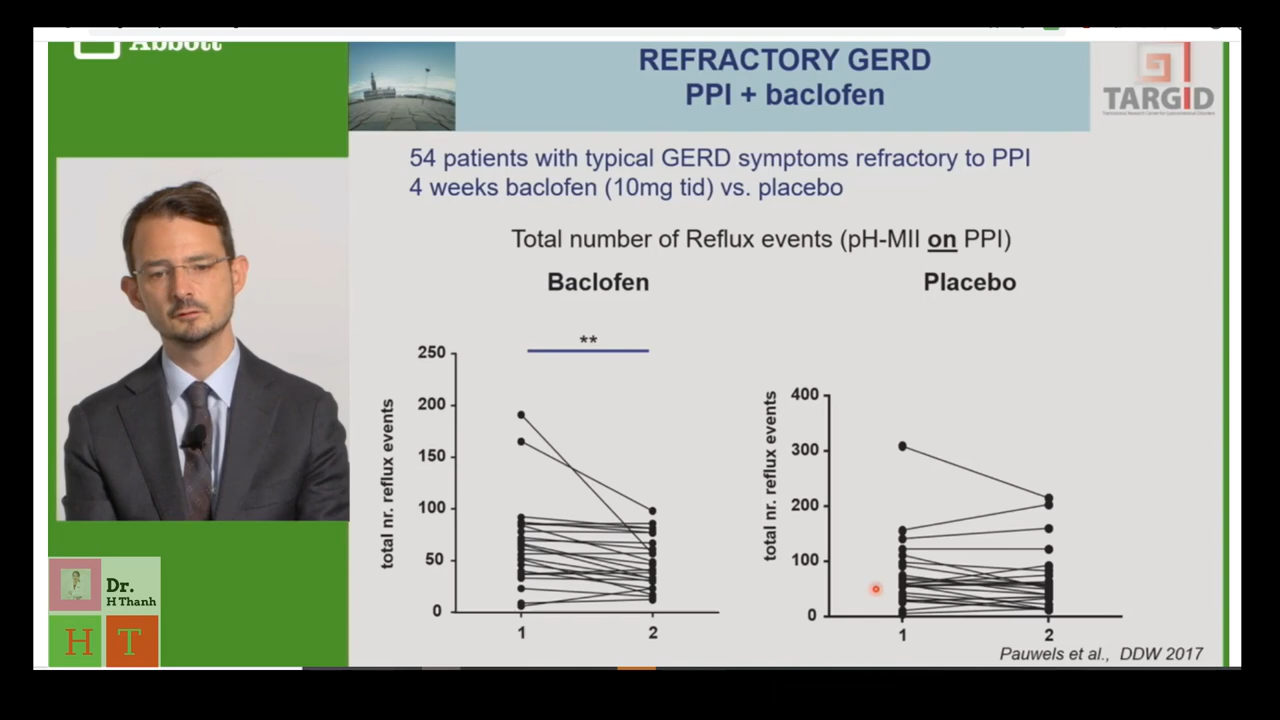 Abbott
REFRACTORY GERD
PPI + baclofen
TARGID
54 patients with typical GERD symptoms refractory to PPI
4 weeks baclofen (10mg tid) vs. placebo
Total number of Reflux events (pH-MII on PPI)
Baclofen
Placebo
**
total nr. reflux events
250
200
150
100
50
0
1
2
total nr. reflux events
400
300
200
100
0
1
2
Pauwels et al., DDW 2017
Dr.
H Thanh
H T